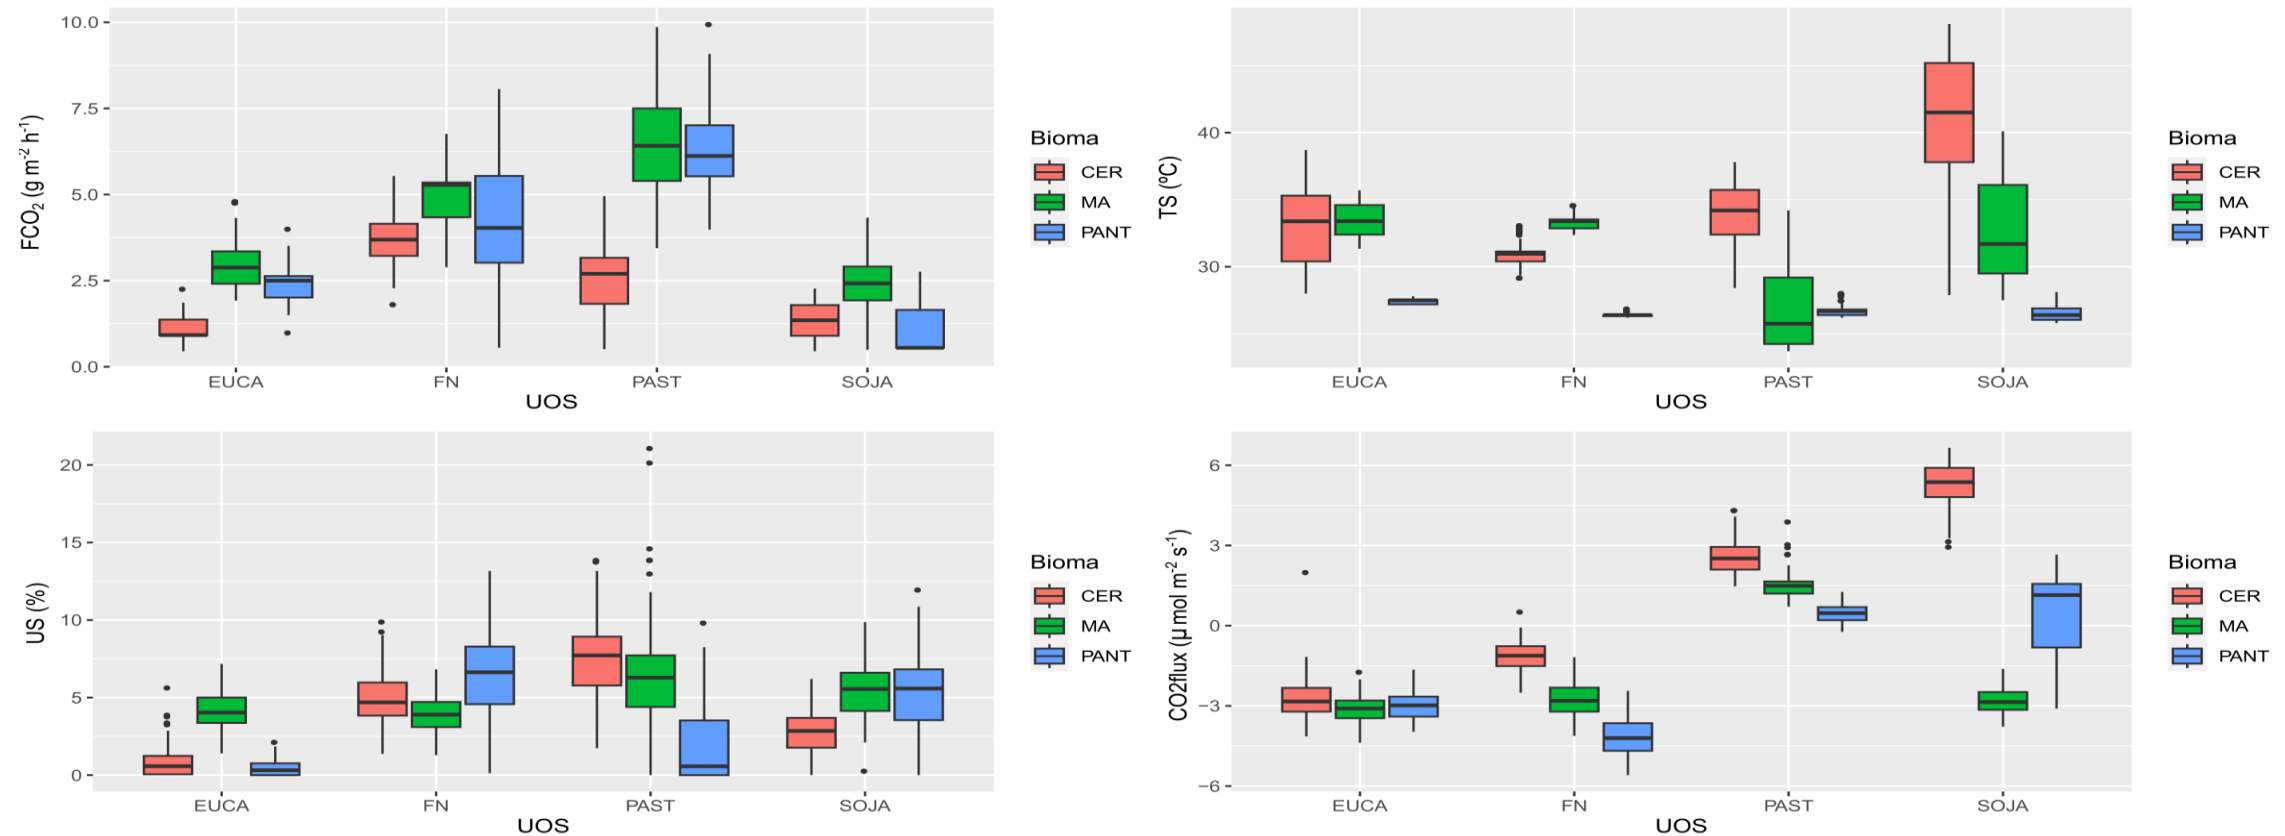 FCO2 (g m-2 h-1)
10.0
7.5
5.0
2.5
0.0
EUCA FN PAST SOJA
UOS
Bioma
CER
MA
PANT
TS (ºC)
40
30
EUCA FN PAST SOJA
UOS
Bioma
CER
MA
PANT
US (%)
20
15
10
5
0
EUCA FN PAST SOJA
UOS
Bioma
CER
MA
PANT
CO2flux (µmol m-2 s-1)
6
3
0
−3
−6
EUCA FN PAST SOJA
UOS
Bioma
CER
MA
PANT